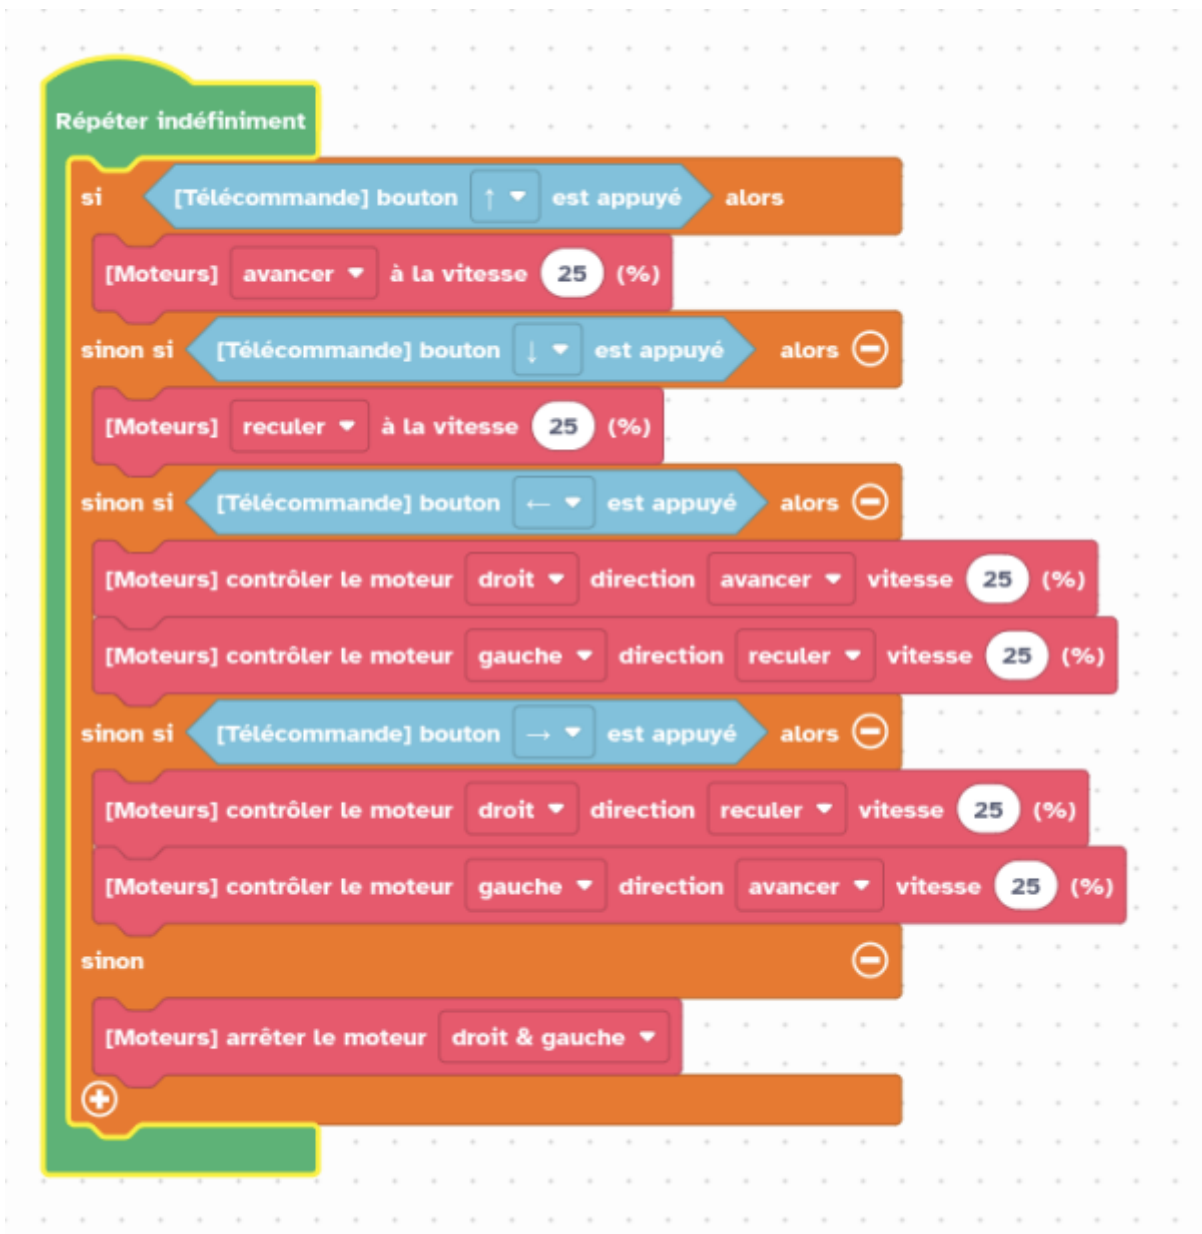 Répéter indéfiniment
si [Télécommande] bouton ↑ est appuyé alors
[Moteurs] avancer à la vitesse 25 (%)
sinon si [Télécommande] bouton ↓ est appuyé alors
[Moteurs] reculer à la vitesse 25 (%)
sinon si [Télécommande] bouton ← est appuyé alors
[Moteurs] contrôler le moteur droit direction avancer vitesse 25 (%)
[Moteurs] contrôler le moteur gauche direction reculer vitesse 25 (%)
sinon si [Télécommande] bouton → est appuyé alors
[Moteurs] contrôler le moteur droit direction reculer vitesse 25 (%)
[Moteurs] contrôler le moteur gauche direction avancer vitesse 25 (%)
sinon
[Moteurs] arrêter le moteur droit & gauche